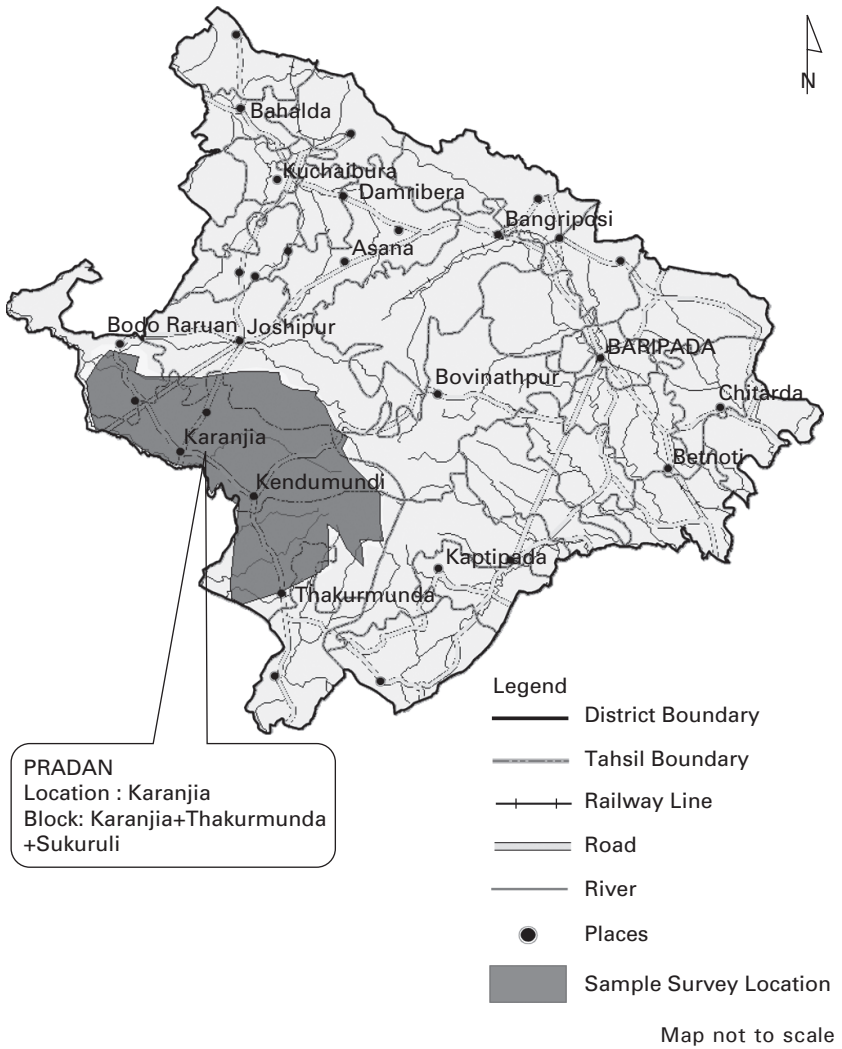 N
Bahalda
Kuchaibura
Damribera
Bangriposi
Asana
Bodo Raruan
Joshipur
BARIPADA
Bovinathpur
Chitarda
Karanjia
Betnoti
Kendumundi
Kaptipada
Thakurmunda
PRADAN
Location : Karanjia
Block: Karanjia+Thakurmunda
+Sukuruli
Legend
District Boundary
Tahsil Boundary
Railway Line
Road
River
Places
Sample Survey Location
Map not to scale